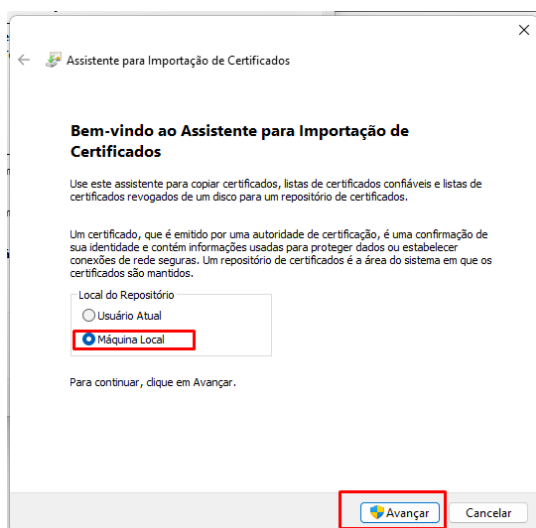 Assistente para Importação de Certificados
Bem-vindo ao Assistente para Importação de
Certificados
Use este assistente para copiar certificados, listas de certificados confiáveis e listas de
certificados revogados de um disco para um repositório de certificados.
Um certificado, que é emitido por uma autoridade de certificação, é uma confirmação de
sua identidade e contém informações usadas para proteger dados ou estabelecer
conexões de rede seguras. Um repositório de certificados é a área do sistema em que os
certificados são mantidos.
Local do Repositório
Usuário Atual
Máquina Local
Para continuar, clique em Avançar.
Avançar
Cancelar